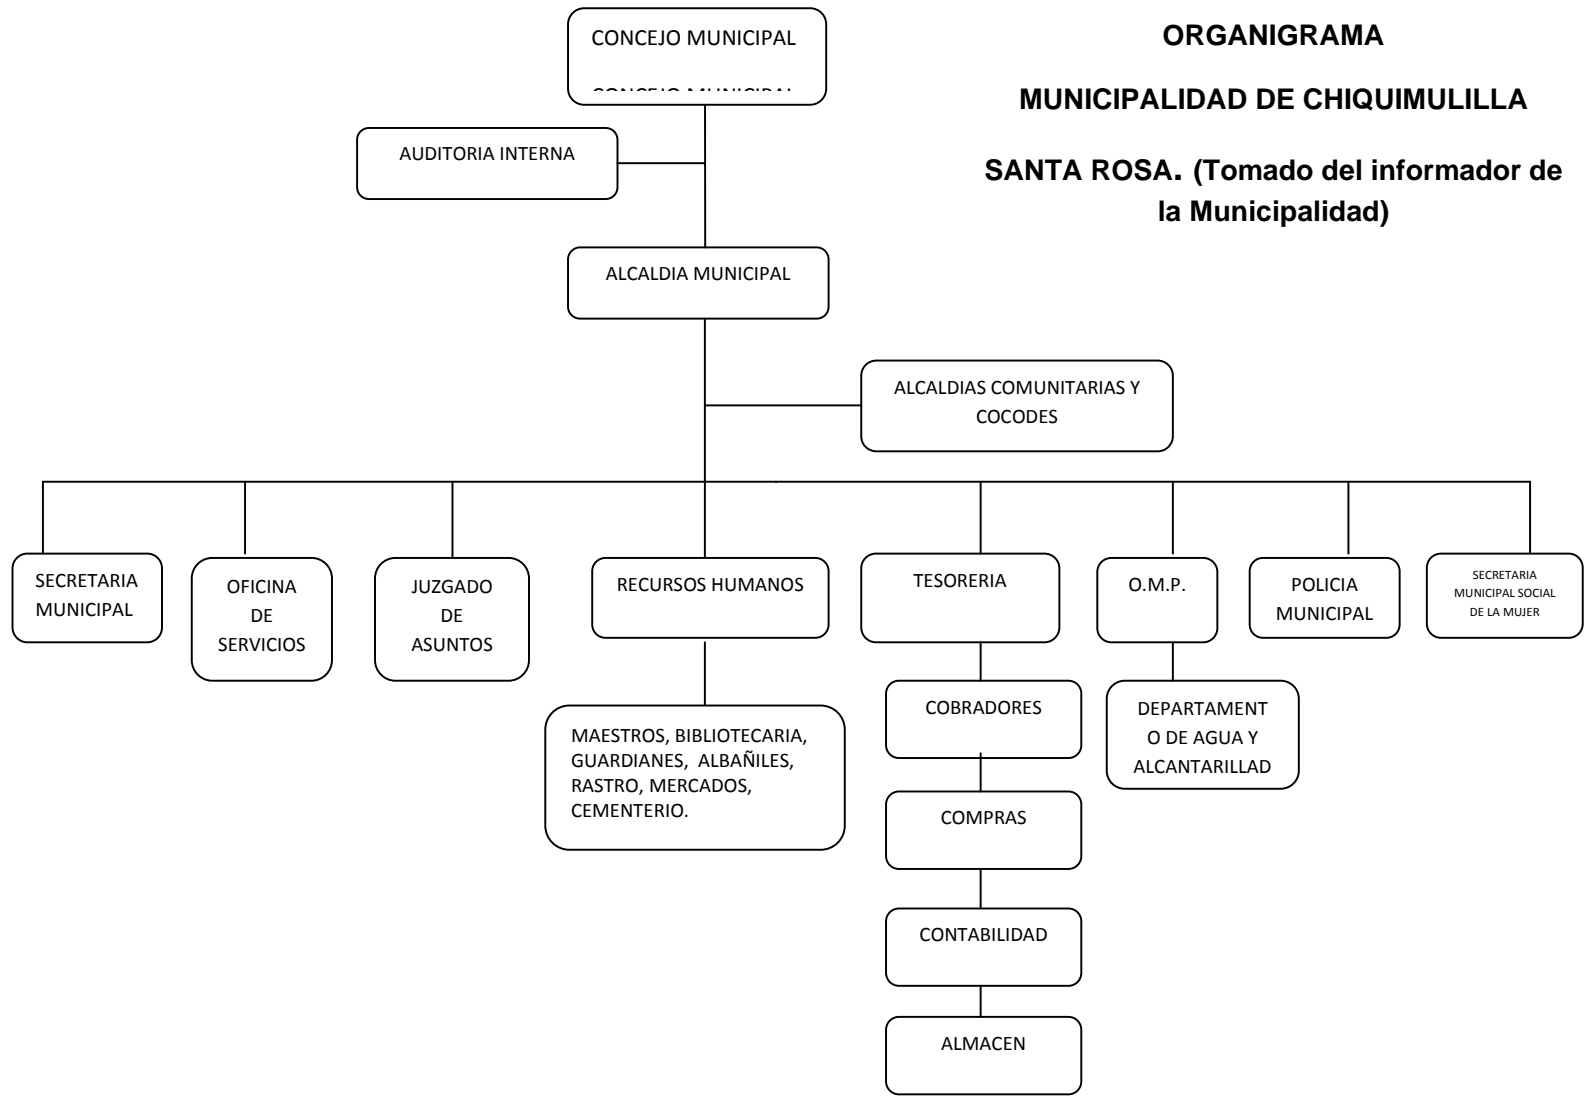 CONCEJO MUNICIPAL
CONCEJO MUNICIPAL
ORGANIGRAMA
MUNICIPALIDAD DE CHIQUIMULILLA
SANTA ROSA. (Tomado del informador de
la Municipalidad)
AUDITORIA INTERNA
ALCALDIA MUNICIPAL
ALCALDIAS COMUNITARIAS Y
COCODES
SECRETARIA
MUNICIPAL
OFICINA
DE
SERVICIOS
JUZGADO
DE
ASUNTOS
RECURSOS HUMANOS
TESORERIA
O.M.P.
POLICIA
MUNICIPAL
SECRETARIA
MUNICIPAL SOCIAL
DE LA MUJER
MAESTROS, BIBLIOTECARIA,
GUARDIANES, ALBAÑILES,
RASTRO, MERCADOS,
CEMENTERIO.
COBRADORES
DEPARTAMENT
O DE AGUA Y
ALCANTARILLAD
COMPRAS
CONTABILIDAD
ALMACEN